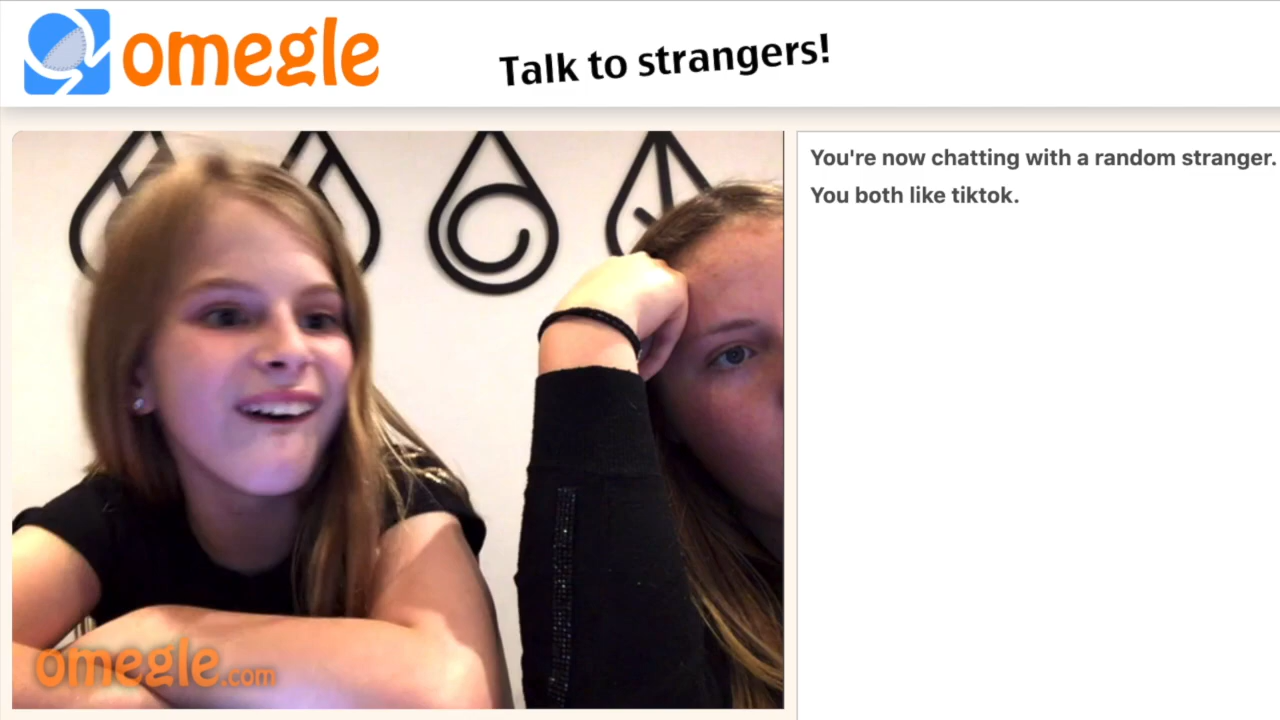 omegle
Talk to strangers!
You're now chatting with a random stranger.
You both like tiktok.
omegle.com